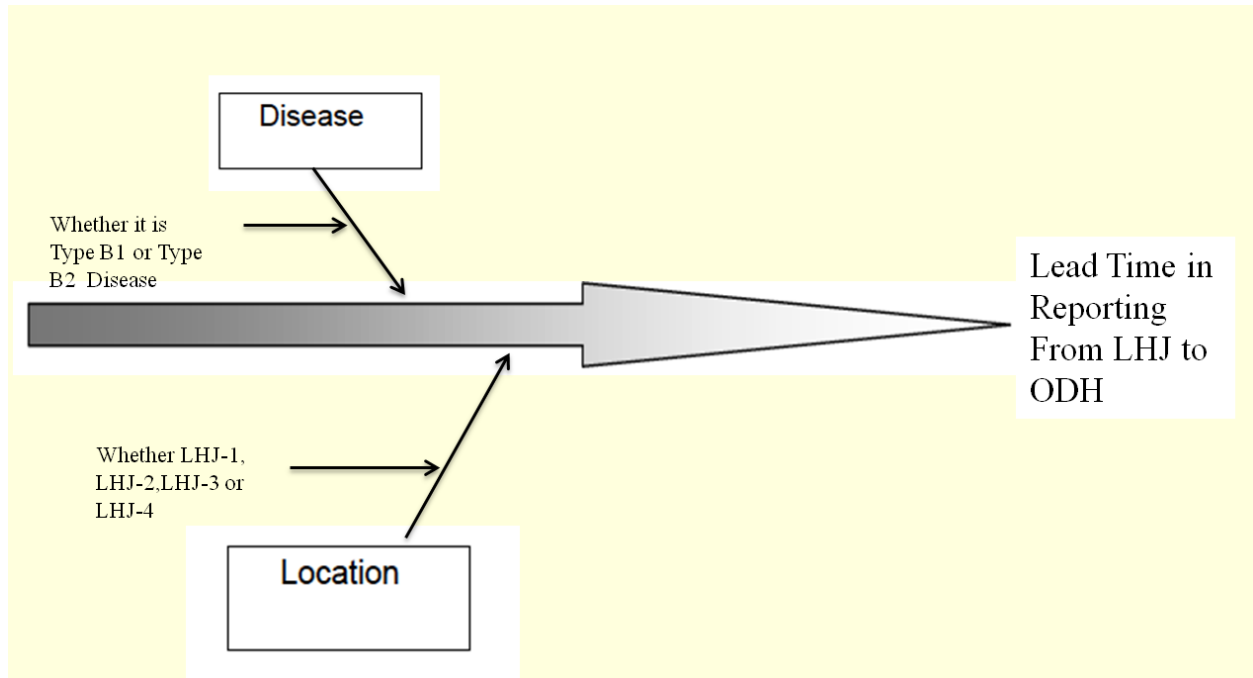 Disease
Whether it is
Type B1 or Type
B2 Disease
Lead Time in
Reporting
From LHJ to
ODH
Whether LHJ-1,
LHJ-2,LHJ-3 or
LHJ-4
Location